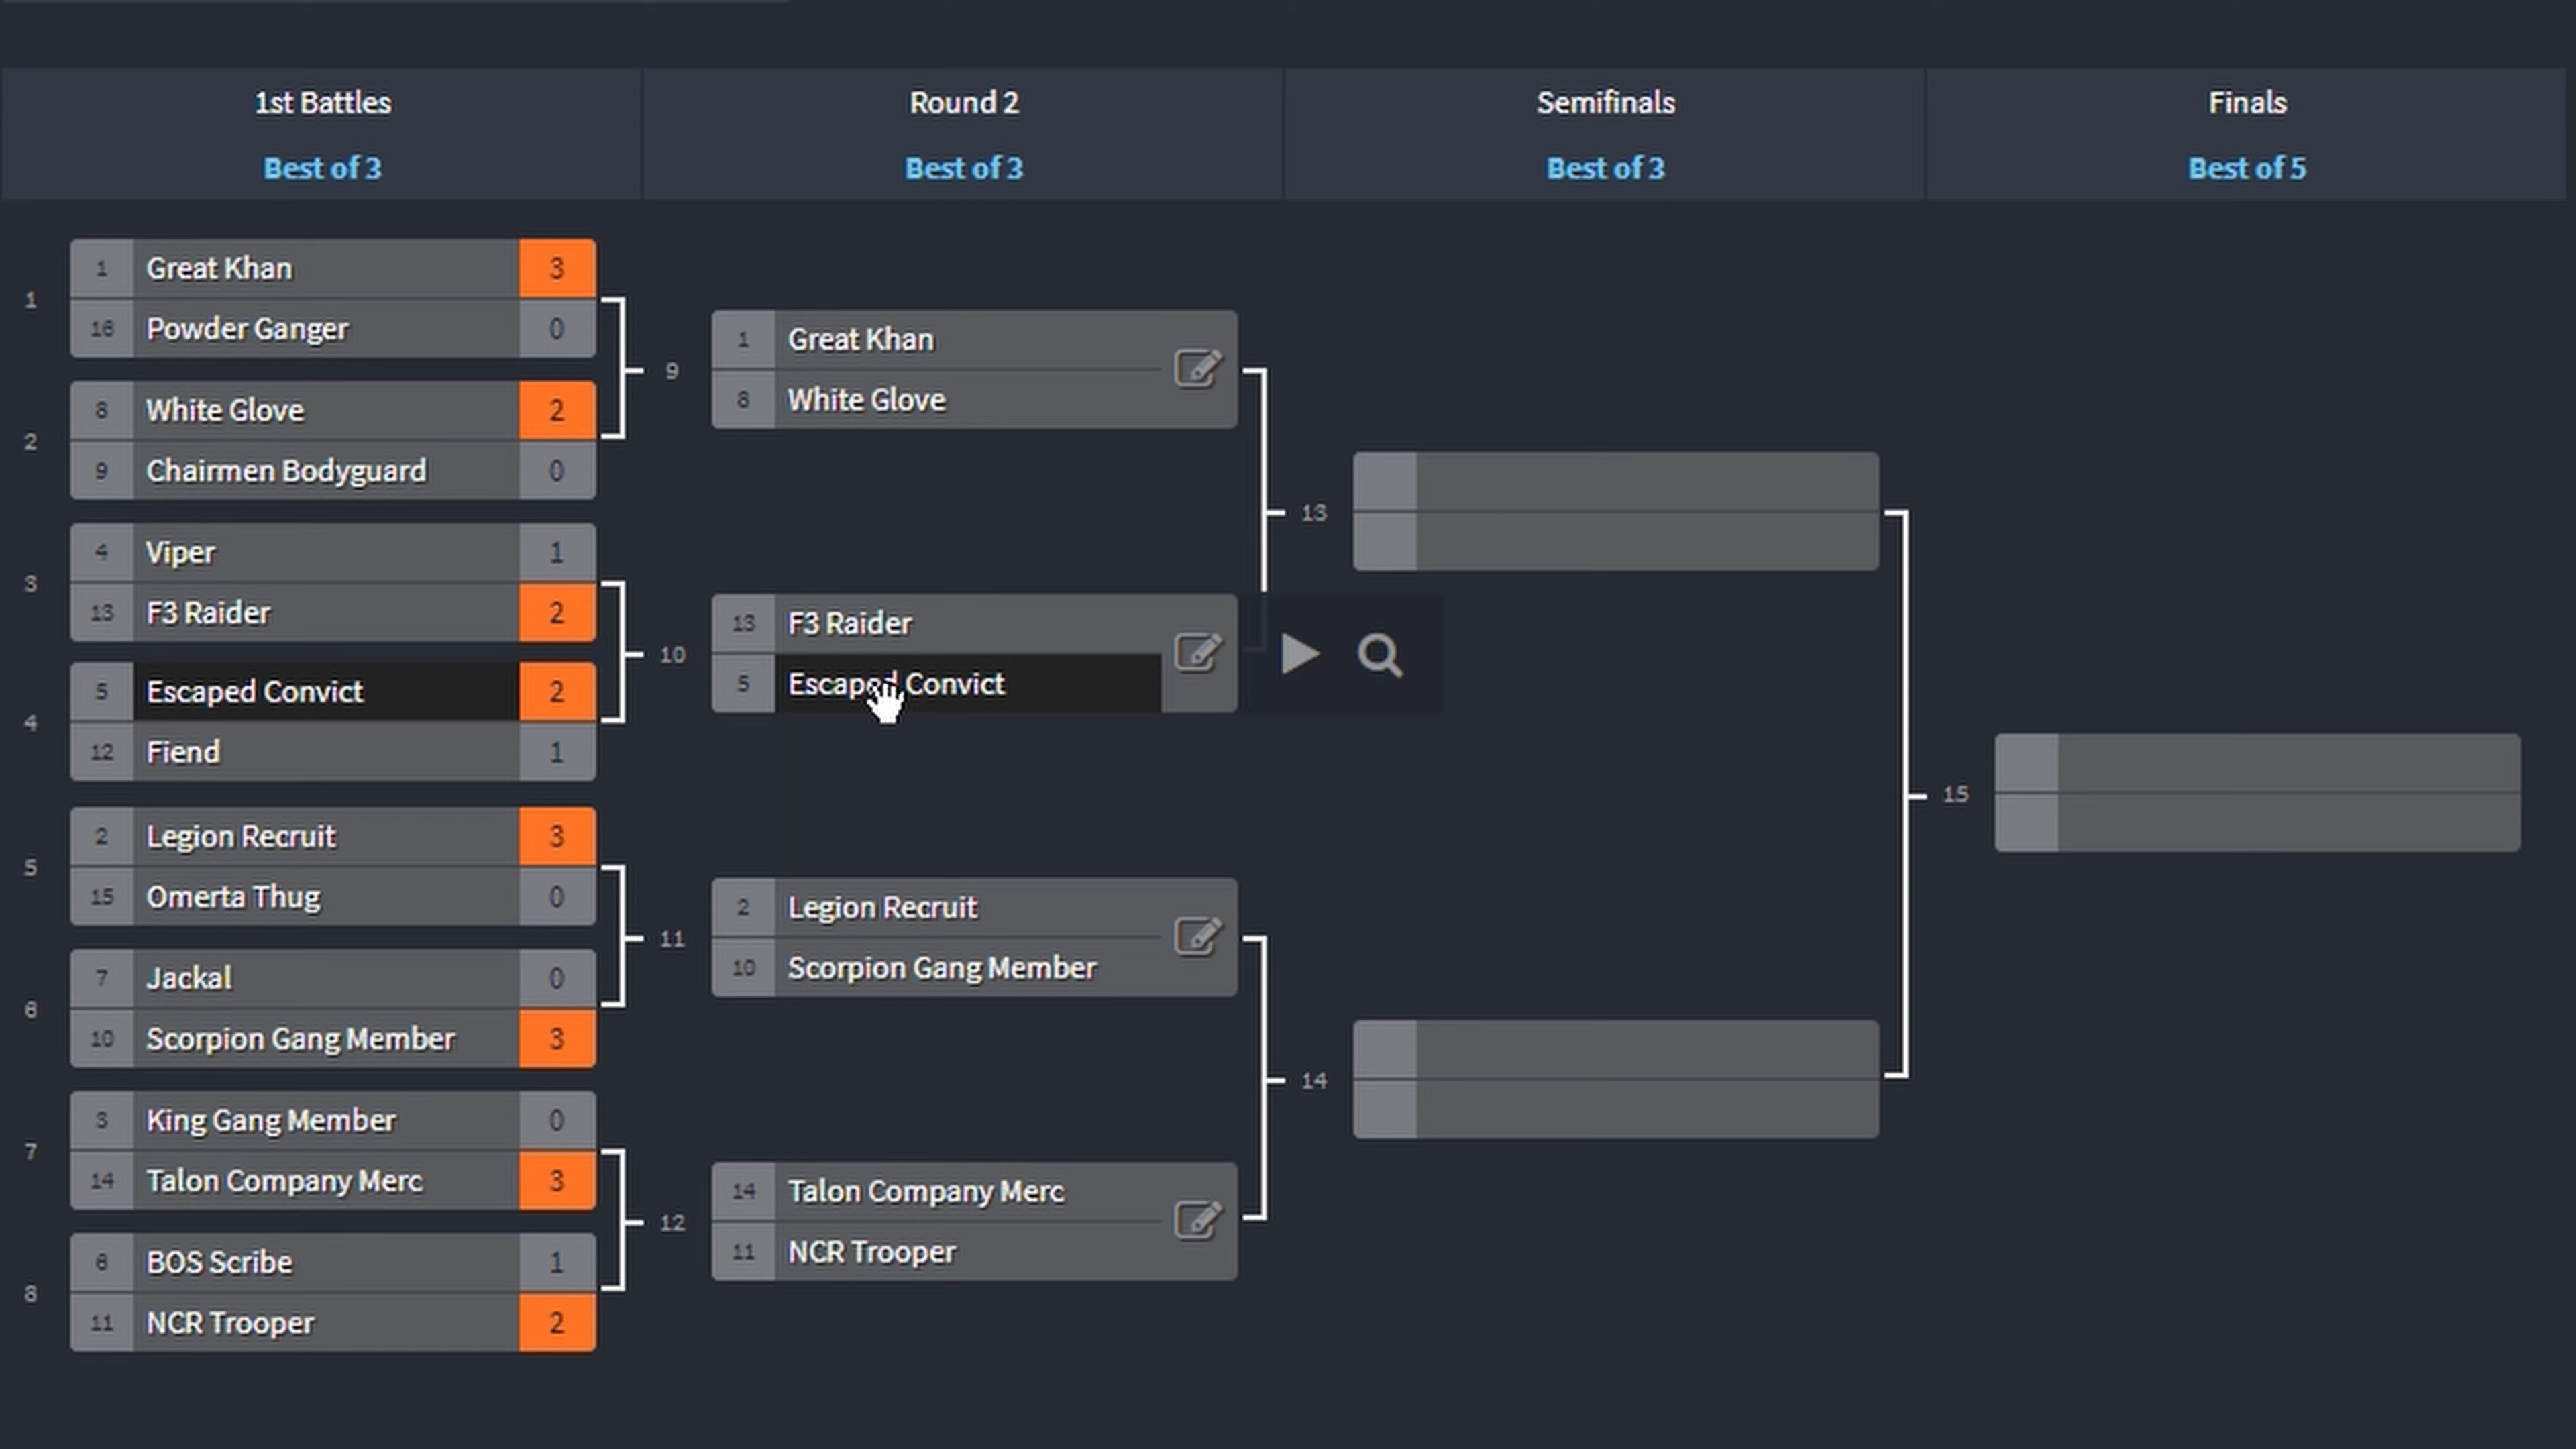 1st Battles
Best of 3
Round 2
Best of 3
Semifinals
Best of 3
Finals
Best of 5
1
1 Great Khan 3
16 Powder Ganger 0
2
8 White Glove 2
9 Chairmen Bodyguard 0
3
4 Viper 1
13 F3 Raider 2
4
5 Escaped Convict 2
12 Fiend 1
5
2 Legion Recruit 3
15 Omerta Thug 0
6
7 Jackal 0
10 Scorpion Gang Member 3
7
3 King Gang Member 0
14 Talon Company Merc 3
8
6 BOS Scribe 1
11 NCR Trooper 2
9
1 Great Khan
8 White Glove
10
13 F3 Raider
5 Escaped Convict
11
2 Legion Recruit
10 Scorpion Gang Member
12
14 Talon Company Merc
11 NCR Trooper
13
14
15